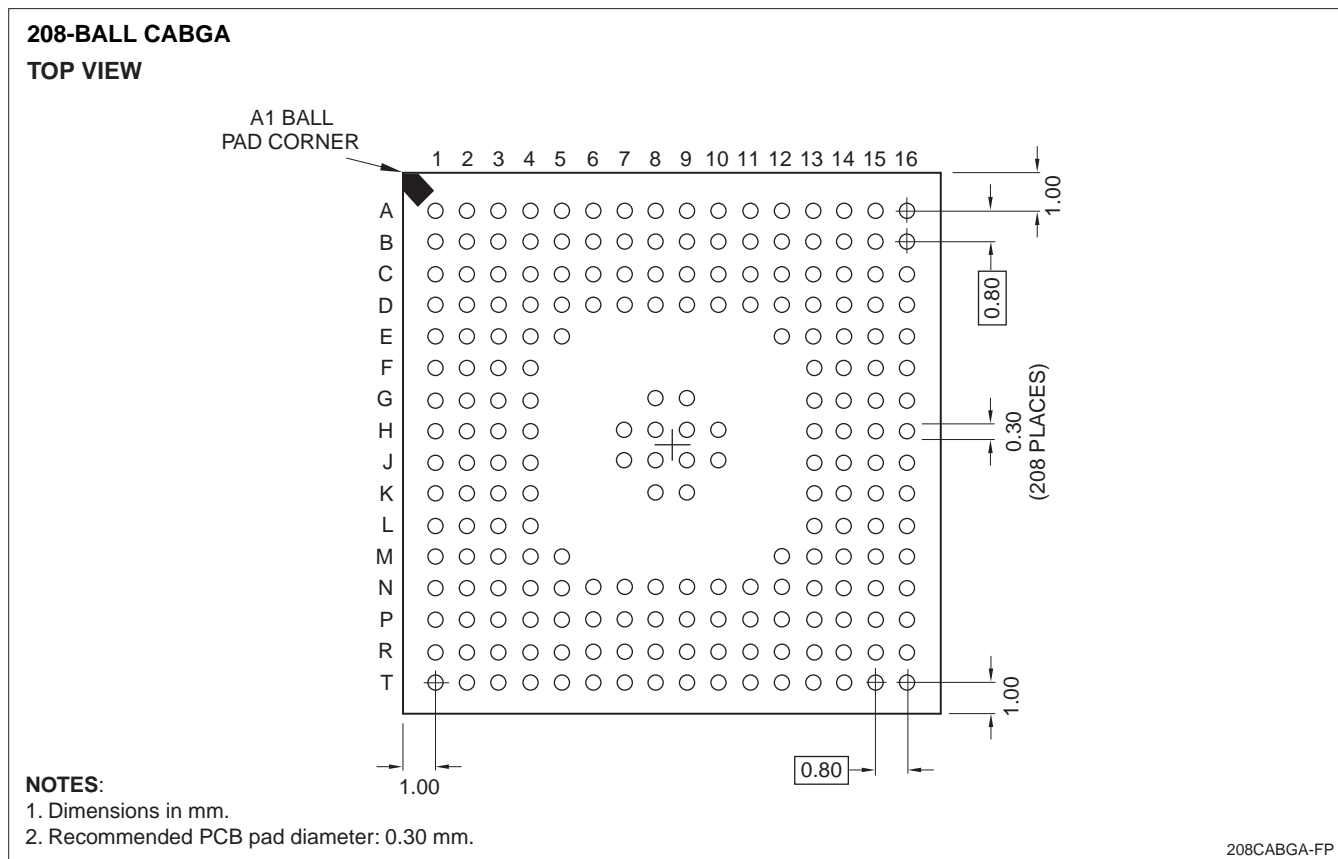 208-BALL CABGA
TOP VIEW
A1 BALL
PAD CORNER
1 2 3 4 5 6 7 8 9 10 11 12 13 14 15 16
A
B
C
D
E
F
G
H
J
K
L
M
N
P
R
T
1.00
0.80
0.30
(208 PLACES)
1.00
0.80
1.00
NOTES:
1. Dimensions in mm.
2. Recommended PCB pad diameter: 0.30 mm.
208CABGA-FP